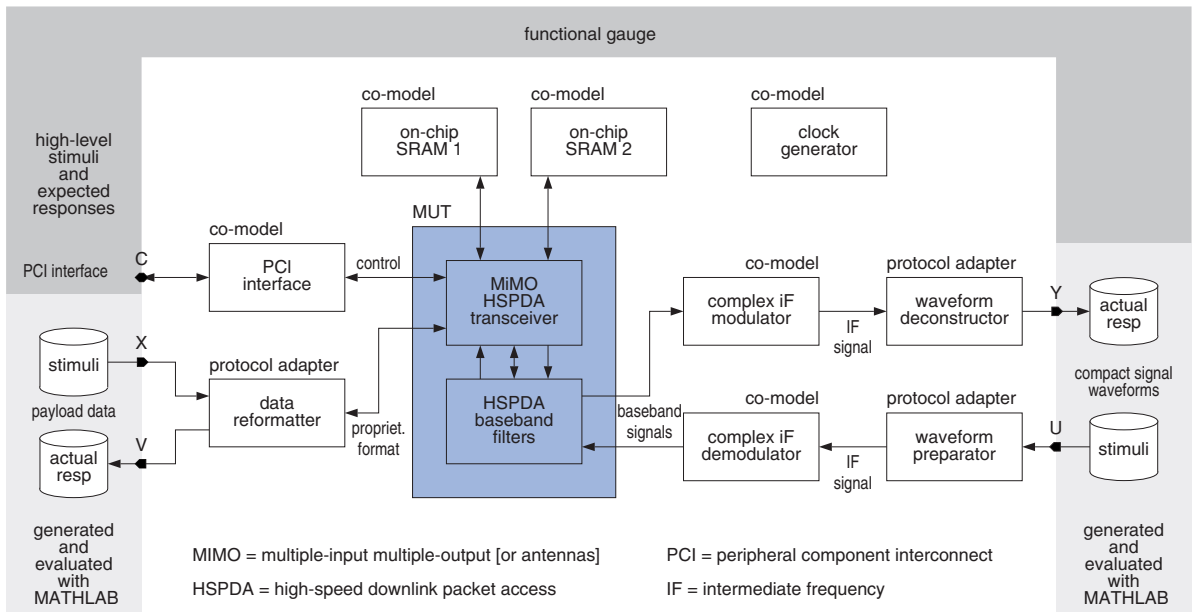 functional gauge
high-level
stimuli
and
expected
responses
PCI interface
C
co-model
on-chip
SRAM 1
co-model
on-chip
SRAM 2
co-model
clock
generator
MUT
co-model
PCI
interface
control
MiMO
HSPDA
transceiver
HSPDA
baseband
filters
X
stimuli
payload data
V
actual
resp
protocol adapter
data
reformatter
propriet.
format
baseband
signals
co-model
complex iF
modulator
IF
signal
protocol adapter
waveform
deconstructor
Y
actual
resp
compact signal
waveforms
co-model
complex iF
demodulator
IF
signal
protocol adapter
waveform
preparator
U
stimuli
generated
and
evaluated
with
MATHLAB
MIMO = multiple-input multiple-output [or antennas]
HSPDA = high-speed downlink packet access
PCI = peripheral component interconnect
IF = intermediate frequency
generated
and
evaluated
with
MATHLAB